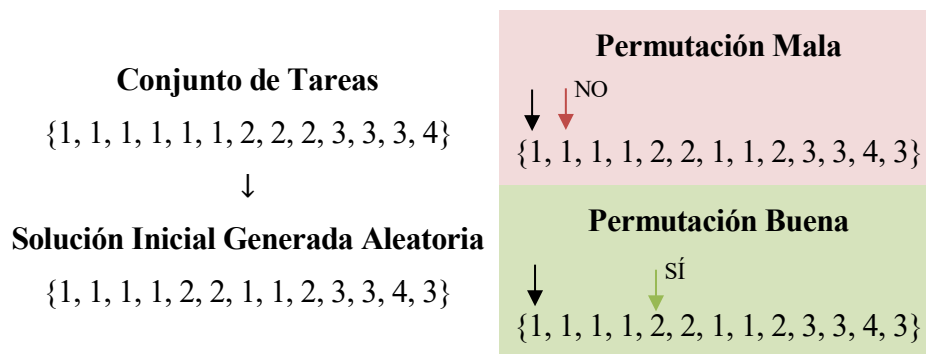 Conjunto de Tareas
{1, 1, 1, 1, 1, 1, 2, 2, 2, 3, 3, 3, 4}
↓
Solución Inicial Generada Aleatoria
{1, 1, 1, 1, 2, 2, 1, 1, 2, 3, 3, 4, 3}
Permutación Mala
NO
{1, 1, 1, 1, 2, 2, 1, 1, 2, 3, 3, 4, 3}
Permutación Buena
SÍ
{1, 1, 1, 1, 2, 2, 1, 1, 2, 3, 3, 4, 3}